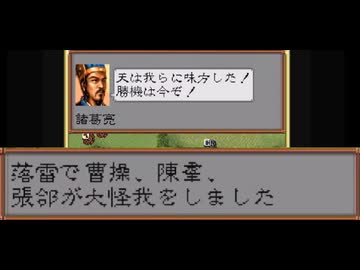 天は我らに味方した！
勝機は今ぞ！
諸葛亮
落雷で曹操、陳羣、
張郃が大怪我をしました